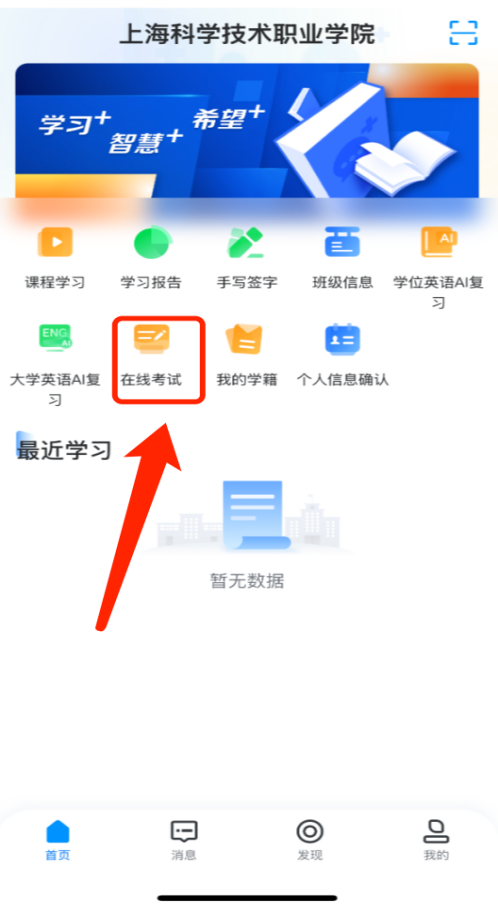 上海科学技术职业学院
学习+
智慧+
希望+
课程学习
学习报告
手写签字
班级信息
学位英语AI复
习
大学英语AI复
习
在线考试
我的学籍
个人信息确认
AI
ENG
AI
最近学习
暂无数据
首页
消息
发现
我的